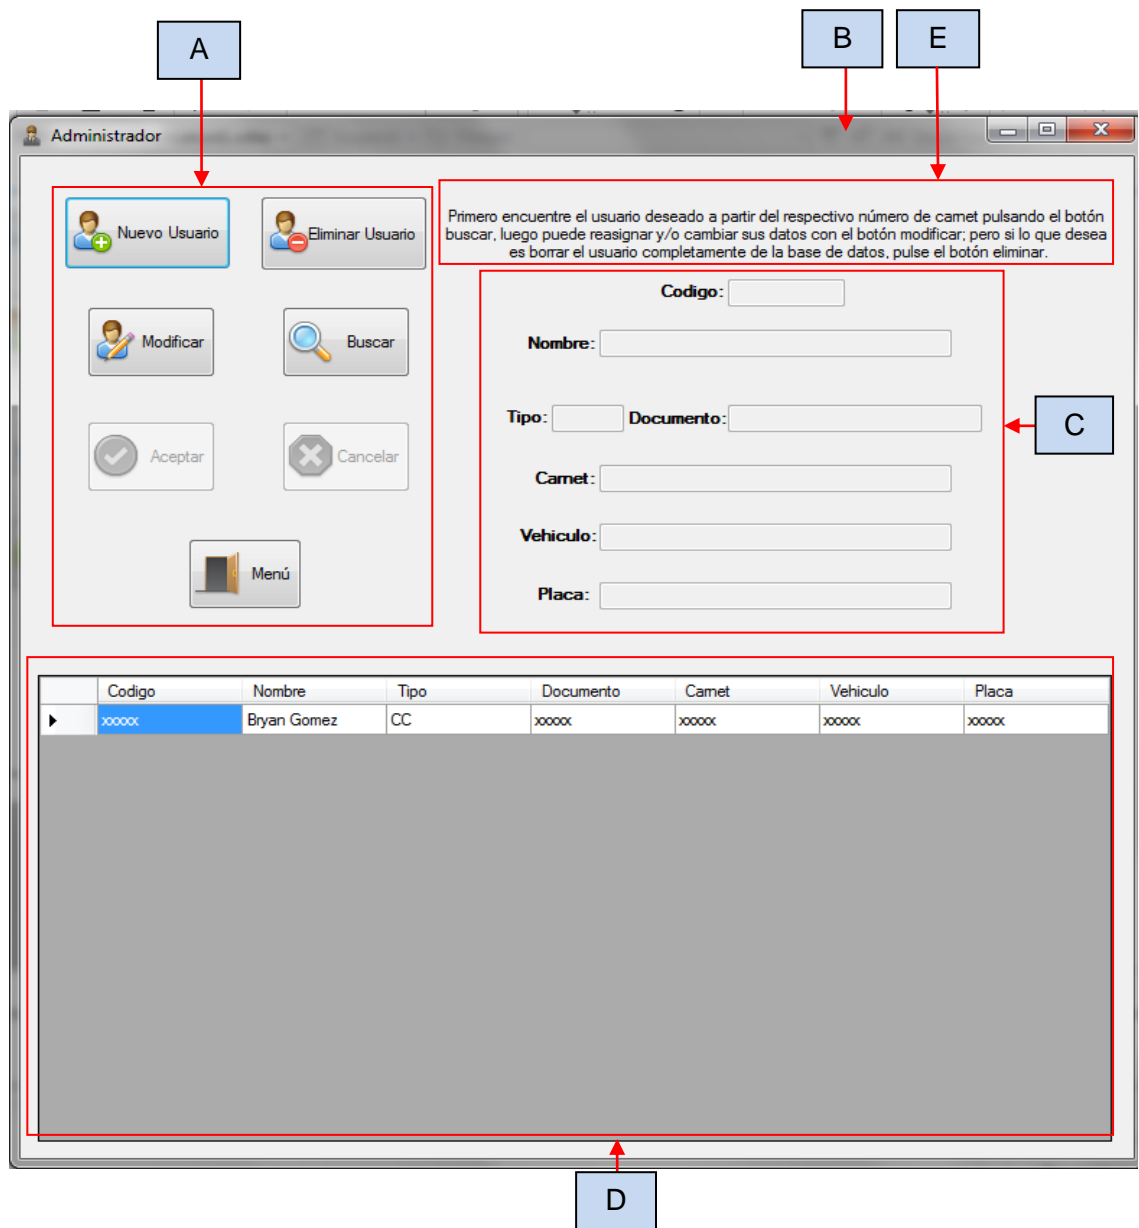 A
B
E
Administrador
Nuevo Usuario
Eliminar Usuario
Modificar
Buscar
Aceptar
Cancelar
Menú
Primero encuentre el usuario deseado a partir del respectivo número de carnet pulsando el botón
buscar, luego puede reasignar y/o cambiar sus datos con el botón modificar; pero si lo que desea
es borrar el usuario completamente de la base de datos, pulse el botón eliminar.
Codigo:
Nombre:
Tipo: Documento:
Carnet:
Vehiculo:
Placa:
C
Codigo Nombre Tipo Documento Carnet Vehiculo Placa
xxxxx Bryan Gomez CC xxxxx xxxxx xxxxx xxxxx
D